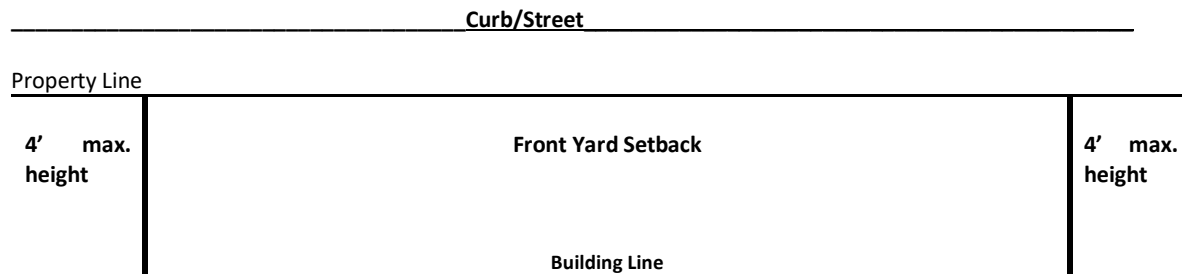 Curb/Street
Property Line
4’ max. height
Front Yard Setback
4’ max. height
Building Line